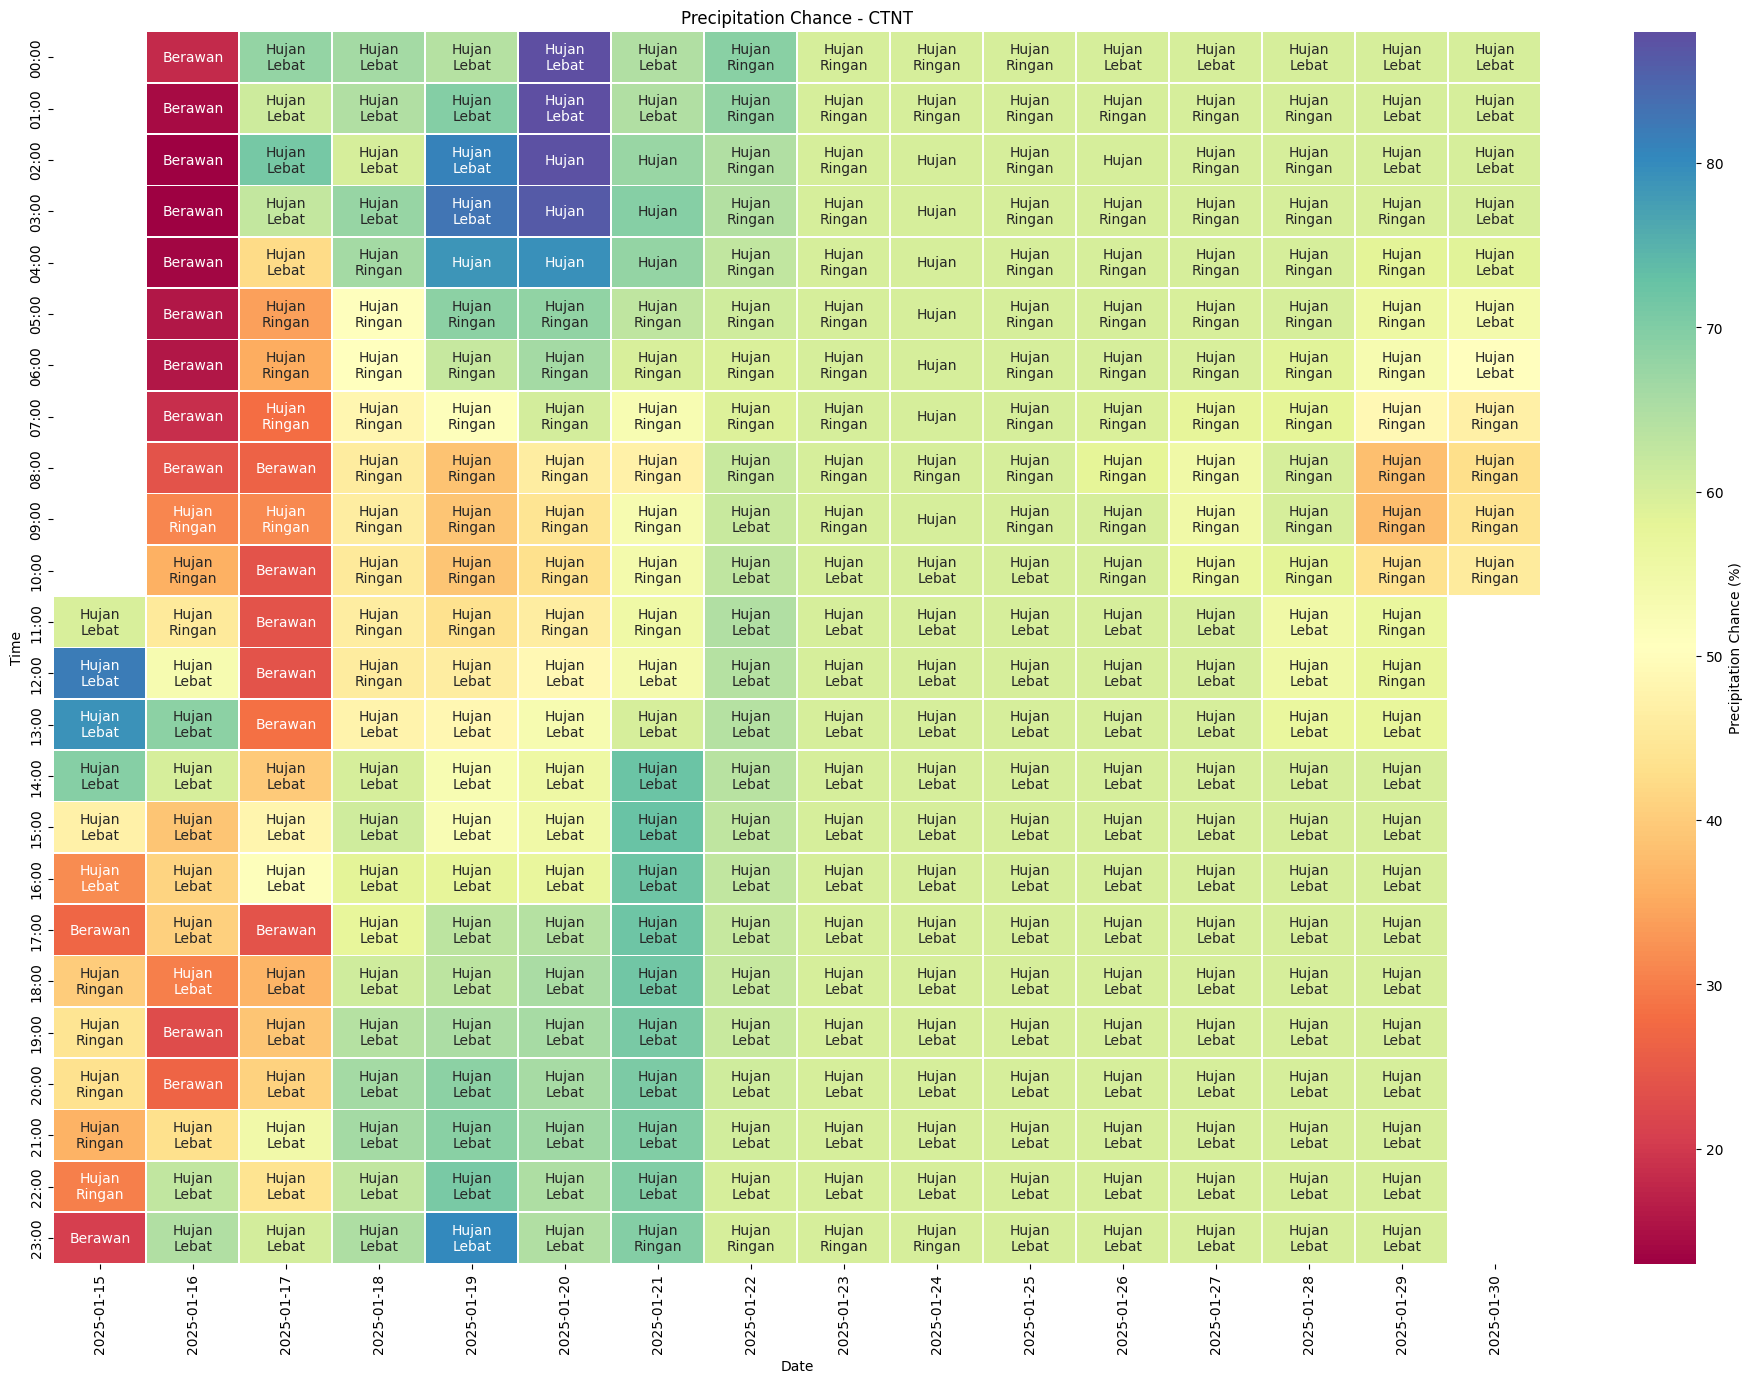 Precipitation Chance - CTNT
00:00 Berawan Hujan Lebat Hujan Lebat Hujan Lebat Hujan Lebat Hujan Lebat Hujan Ringan Hujan Ringan Hujan Ringan Hujan Ringan Hujan Lebat Hujan Lebat Hujan Lebat Hujan Lebat Hujan Lebat
01:00 Berawan Hujan Lebat Hujan Lebat Hujan Lebat Hujan Lebat Hujan Lebat Hujan Ringan Hujan Ringan Hujan Ringan Hujan Ringan Hujan Ringan Hujan Ringan Hujan Ringan Hujan Lebat Hujan Lebat
02:00 Berawan Hujan Lebat Hujan Lebat Hujan Lebat Hujan Hujan Hujan Ringan Hujan Ringan Hujan Hujan Ringan Hujan Hujan Ringan Hujan Ringan Hujan Lebat Hujan Lebat
03:00 Berawan Hujan Lebat Hujan Lebat Hujan Lebat Hujan Hujan Hujan Ringan Hujan Ringan Hujan Hujan Ringan Hujan Ringan Hujan Ringan Hujan Ringan Hujan Ringan Hujan Lebat
04:00 Berawan Hujan Lebat Hujan Ringan Hujan Hujan Hujan Hujan Ringan Hujan Ringan Hujan Hujan Ringan Hujan Ringan Hujan Ringan Hujan Ringan Hujan Ringan Hujan Lebat
05:00 Berawan Hujan Ringan Hujan Ringan Hujan Ringan Hujan Ringan Hujan Ringan Hujan Ringan Hujan Ringan Hujan Hujan Ringan Hujan Ringan Hujan Ringan Hujan Ringan Hujan Ringan Hujan Lebat
06:00 Berawan Hujan Ringan Hujan Ringan Hujan Ringan Hujan Ringan Hujan Ringan Hujan Ringan Hujan Ringan Hujan Hujan Ringan Hujan Ringan Hujan Ringan Hujan Ringan Hujan Ringan Hujan Lebat
07:00 Berawan Hujan Ringan Hujan Ringan Hujan Ringan Hujan Ringan Hujan Ringan Hujan Ringan Hujan Ringan Hujan Hujan Ringan Hujan Ringan Hujan Ringan Hujan Ringan Hujan Ringan Hujan Ringan
08:00 Berawan Berawan Hujan Ringan Hujan Ringan Hujan Ringan Hujan Ringan Hujan Ringan Hujan Ringan Hujan Ringan Hujan Ringan Hujan Ringan Hujan Ringan Hujan Ringan Hujan Ringan Hujan Ringan
09:00 Hujan Ringan Hujan Ringan Hujan Ringan Hujan Ringan Hujan Ringan Hujan Ringan Hujan Lebat Hujan Ringan Hujan Hujan Ringan Hujan Ringan Hujan Ringan Hujan Ringan Hujan Ringan Hujan Ringan
10:00 Hujan Ringan Berawan Hujan Ringan Hujan Ringan Hujan Ringan Hujan Ringan Hujan Lebat Hujan Lebat Hujan Lebat Hujan Lebat Hujan Ringan Hujan Ringan Hujan Ringan Hujan Ringan Hujan Ringan
11:00 Hujan Lebat Hujan Ringan Berawan Hujan Ringan Hujan Ringan Hujan Ringan Hujan Ringan Hujan Lebat Hujan Lebat Hujan Lebat Hujan Lebat Hujan Lebat Hujan Lebat Hujan Lebat Hujan Ringan
12:00 Hujan Lebat Hujan Lebat Berawan Hujan Ringan Hujan Lebat Hujan Lebat Hujan Lebat Hujan Lebat Hujan Lebat Hujan Lebat Hujan Lebat Hujan Lebat Hujan Lebat Hujan Lebat Hujan Ringan
13:00 Hujan Lebat Hujan Lebat Berawan Hujan Lebat Hujan Lebat Hujan Lebat Hujan Lebat Hujan Lebat Hujan Lebat Hujan Lebat Hujan Lebat Hujan Lebat Hujan Lebat Hujan Lebat Hujan Lebat
14:00 Hujan Lebat Hujan Lebat Hujan Lebat Hujan Lebat Hujan Lebat Hujan Lebat Hujan Lebat Hujan Lebat Hujan Lebat Hujan Lebat Hujan Lebat Hujan Lebat Hujan Lebat Hujan Lebat Hujan Lebat
15:00 Hujan Lebat Hujan Lebat Hujan Lebat Hujan Lebat Hujan Lebat Hujan Lebat Hujan Lebat Hujan Lebat Hujan Lebat Hujan Lebat Hujan Lebat Hujan Lebat Hujan Lebat Hujan Lebat Hujan Lebat
16:00 Hujan Lebat Hujan Lebat Hujan Lebat Hujan Lebat Hujan Lebat Hujan Lebat Hujan Lebat Hujan Lebat Hujan Lebat Hujan Lebat Hujan Lebat Hujan Lebat Hujan Lebat Hujan Lebat Hujan Lebat
17:00 Berawan Hujan Lebat Berawan Hujan Lebat Hujan Lebat Hujan Lebat Hujan Lebat Hujan Lebat Hujan Lebat Hujan Lebat Hujan Lebat Hujan Lebat Hujan Lebat Hujan Lebat Hujan Lebat
18:00 Hujan Ringan Hujan Lebat Hujan Lebat Hujan Lebat Hujan Lebat Hujan Lebat Hujan Lebat Hujan Lebat Hujan Lebat Hujan Lebat Hujan Lebat Hujan Lebat Hujan Lebat Hujan Lebat Hujan Lebat
19:00 Hujan Ringan Berawan Hujan Lebat Hujan Lebat Hujan Lebat Hujan Lebat Hujan Lebat Hujan Lebat Hujan Lebat Hujan Lebat Hujan Lebat Hujan Lebat Hujan Lebat Hujan Lebat Hujan Lebat
20:00 Hujan Ringan Berawan Hujan Lebat Hujan Lebat Hujan Lebat Hujan Lebat Hujan Lebat Hujan Lebat Hujan Lebat Hujan Lebat Hujan Lebat Hujan Lebat Hujan Lebat Hujan Lebat Hujan Lebat
21:00 Hujan Ringan Hujan Lebat Hujan Lebat Hujan Lebat Hujan Lebat Hujan Lebat Hujan Lebat Hujan Lebat Hujan Lebat Hujan Lebat Hujan Lebat Hujan Lebat Hujan Lebat Hujan Lebat Hujan Lebat
22:00 Hujan Ringan Hujan Lebat Hujan Lebat Hujan Lebat Hujan Lebat Hujan Lebat Hujan Lebat Hujan Lebat Hujan Lebat Hujan Lebat Hujan Lebat Hujan Lebat Hujan Lebat Hujan Lebat Hujan Lebat
23:00 Berawan Hujan Lebat Hujan Lebat Hujan Lebat Hujan Lebat Hujan Lebat Hujan Ringan Hujan Ringan Hujan Ringan Hujan Ringan Hujan Lebat Hujan Lebat Hujan Lebat Hujan Lebat Hujan Lebat
Time
2025-01-15 2025-01-16 2025-01-17 2025-01-18 2025-01-19 2025-01-20 2025-01-21 2025-01-22 2025-01-23 2025-01-24 2025-01-25 2025-01-26 2025-01-27 2025-01-28 2025-01-29 2025-01-30
Date
80
70
60
50
40
30
20
Precipitation Chance (%)